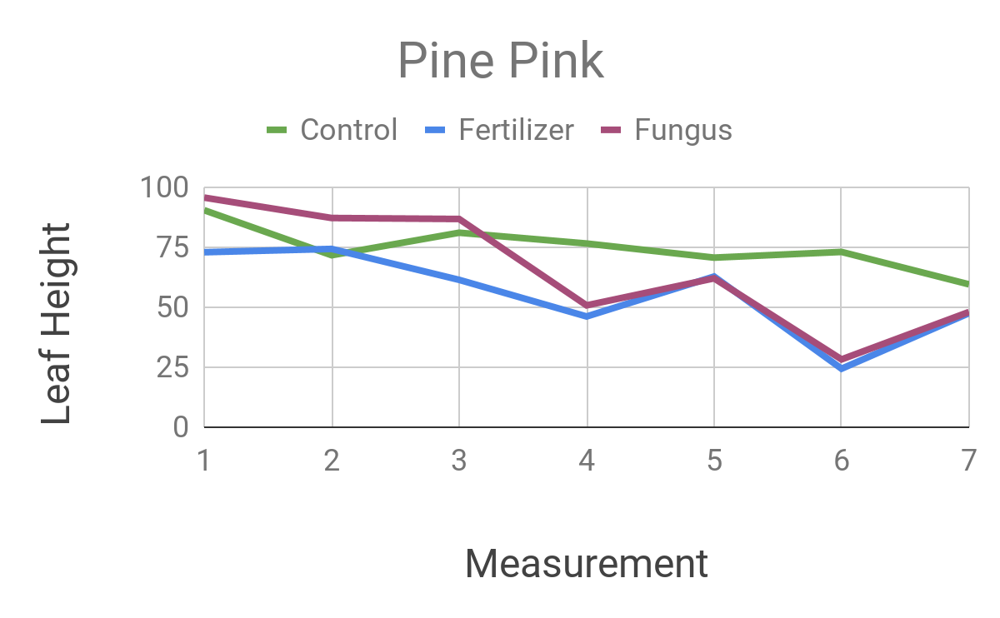 Pine Pink
Control Fertilizer Fungus
Leaf Height
100
75
50
25
0
1 2 3 4 5 6 7
Measurement